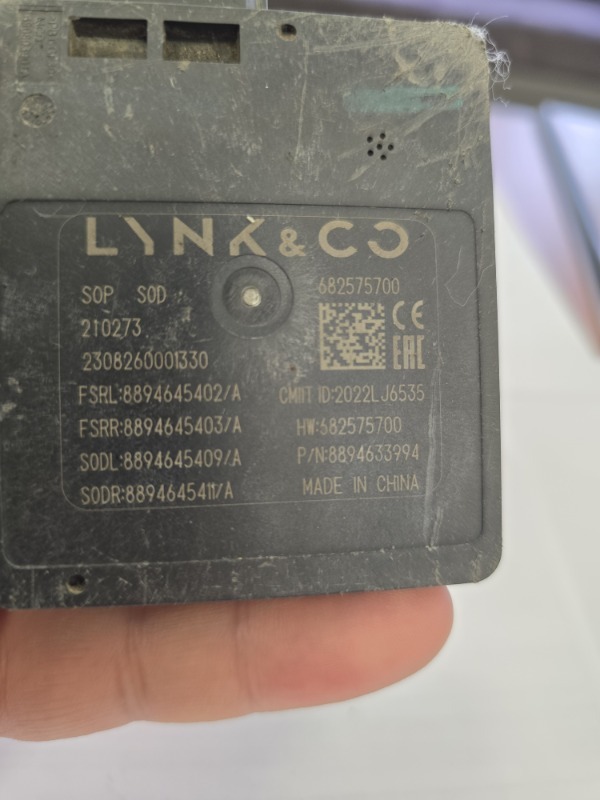 LYNK & CO
SOP SOD
682575700
210273
2308260001330
CE
EAC
FSRL:8894645402/A
CMIIT ID:2022LJ6535
FSRR:8894645403/A
HW:682575700
SODL:8894645409/A
P/N:8894633994
SODR:8894645411/A
MADE IN CHINA